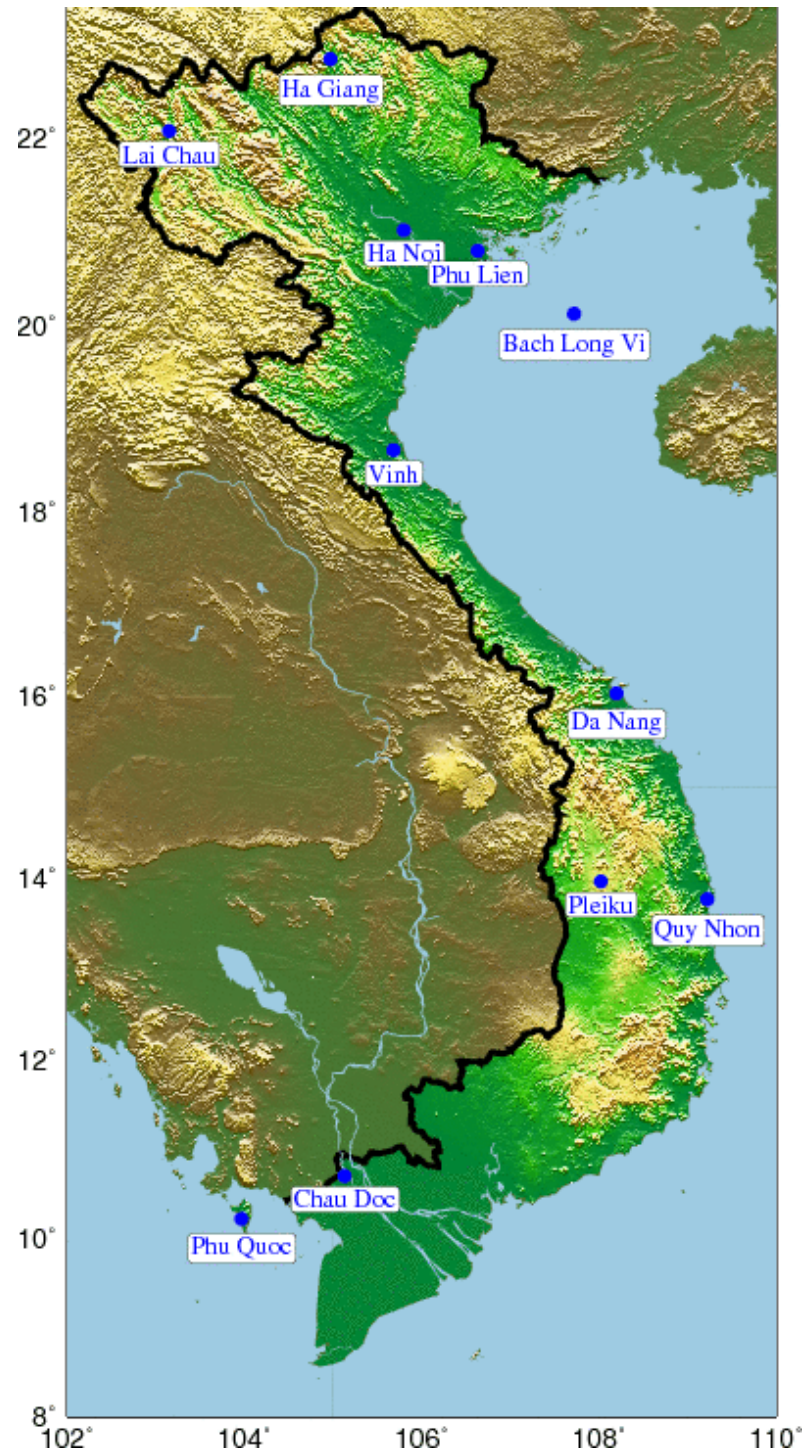 Ha Giang
22°
Lai Chau
Ha Noi
Phu Lien
20°
Bach Long Vi
Vinh
18°
16°
Da Nang
14°
Pleiku
Quy Nhon
12°
Chau Doc
10°
Phu Quoc
8°
102° 104° 106° 108° 110°